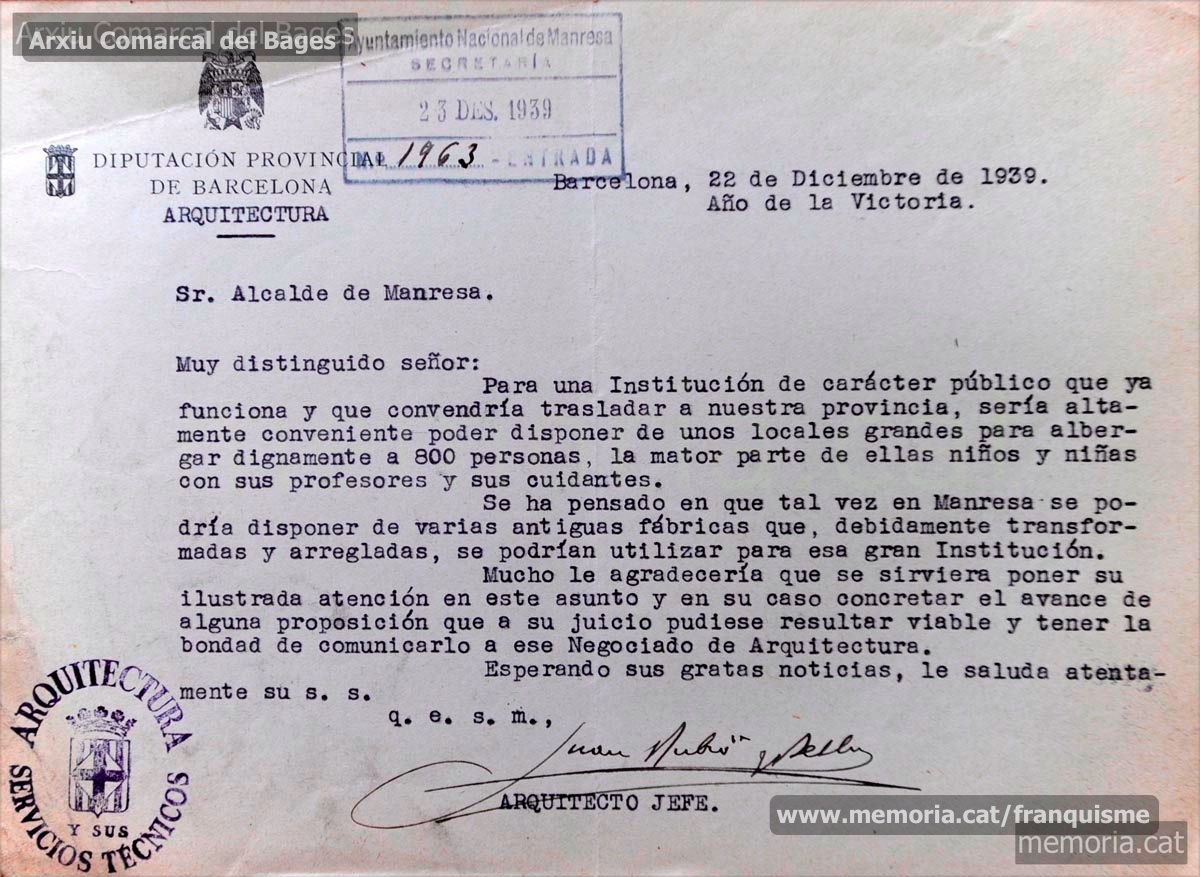 Arxiu Comarcal del Bages
Arxiu Comarcal del Bages
Ayuntamiento Nacional de Manresa
SECRETARÍA
23 DES. 1939
1963 - ENTRADA
DIPUTACIÓN PROVINCIAL
DE BARCELONA
ARQUITECTURA
Barcelona, 22 de Diciembre de 1939.
Año de la Victoria.
Sr. Alcalde de Manresa.
Muy distinguido señor:
Para una Institución de carácter público que ya
funciona y que convendría trasladar a nuestra provincia, sería alta-
mente conveniente poder disponer de unos locales grandes para alber-
gar dignamente a 800 personas, la mator parte de ellas niños y niñas
con sus profesores y sus cuidantes.
Se ha pensado en que tal vez en Manresa se po-
dría disponer de varias antiguas fábricas que, debidamente transfor-
madas y arregladas, se podrían utilizar para esa gran Institución.
Mucho le agradecería que se sirviera poner su
ilustrada atención en este asunto y en su caso concretar el avance de
alguna proposición que a su juicio pudiese resultar viable y tener la
bondad de comunicarlo a ese Negociado de Arquitectura.
Esperando sus gratas noticias, le saluda atenta-
mente su s. s.
q. e. s. m.,
Juan Rubió y Bellv
ARQUITECTO JEFE.
ARQUITECTURA
Y SUS
SERVICIOS TÉCNICOS
www.memoria.cat/franquisme
memoria.cat